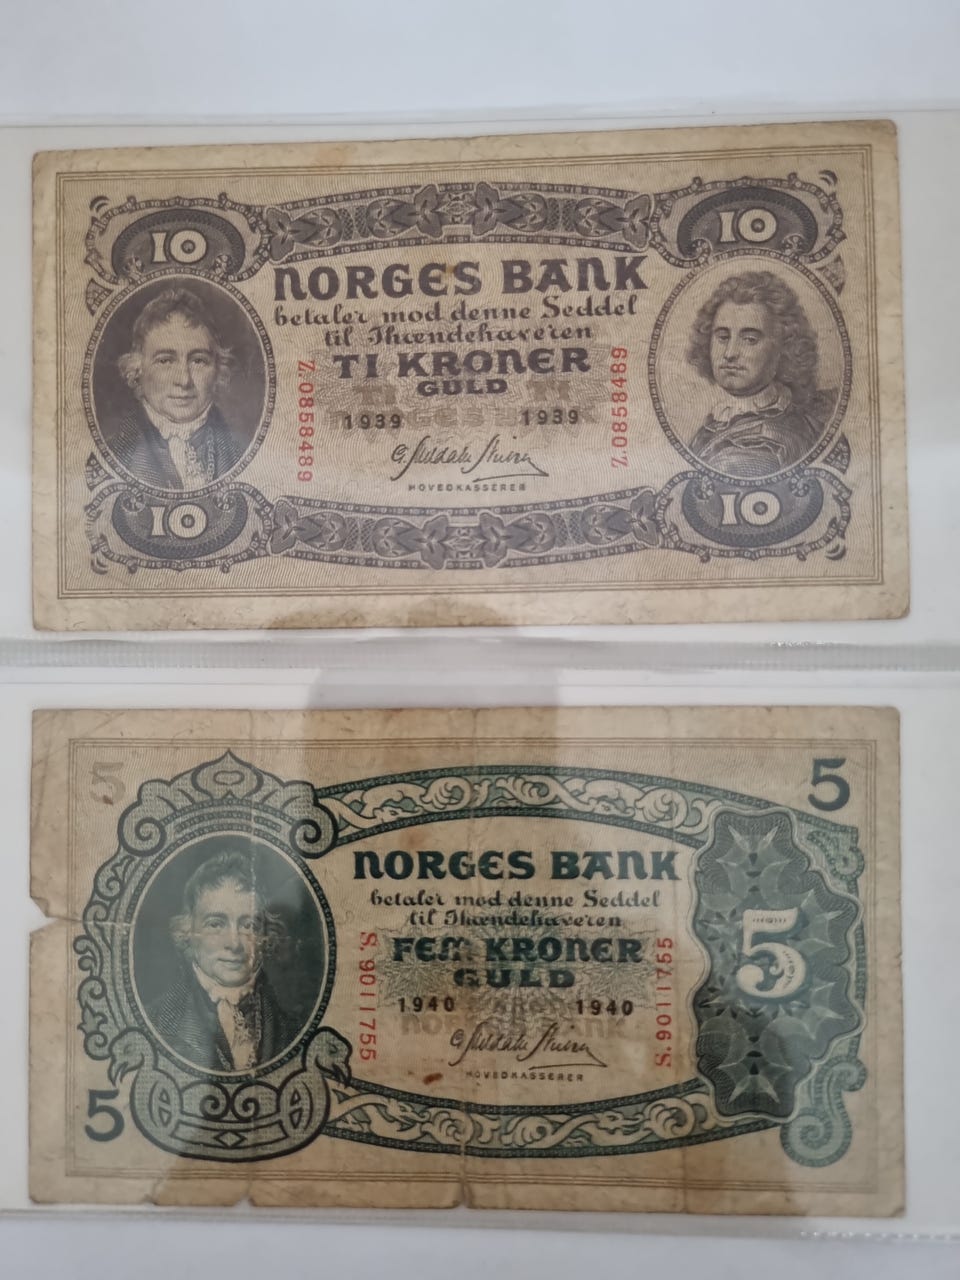 10 10
NORGES BANK
betaler mod denne Seddel
til Ihændehaveren
TI KRONER
GULD
1939 1939
Z.0858489 Z.0858489
HOVEDKASSERER
10 10
5 5
NORGES BANK
betaler mod denne Seddel
til Ihændehaveren
FEM KRONER
GULD
5
1940 1940
S.9011755 S.9011755
HOVEDKASSERER
5